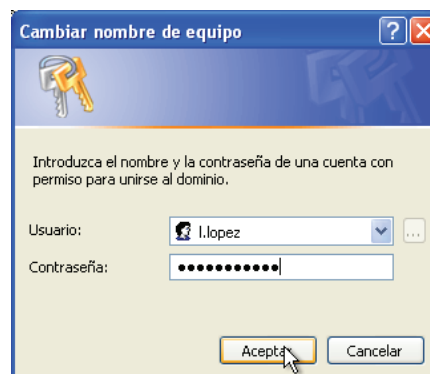 Cambiar nombre de equipo
Introduzca el nombre y la contraseña de una cuenta con
permiso para unirse al dominio.
Usuario: l.lopez ...
Contraseña: ●●●●●●●●●●●
Aceptar Cancelar